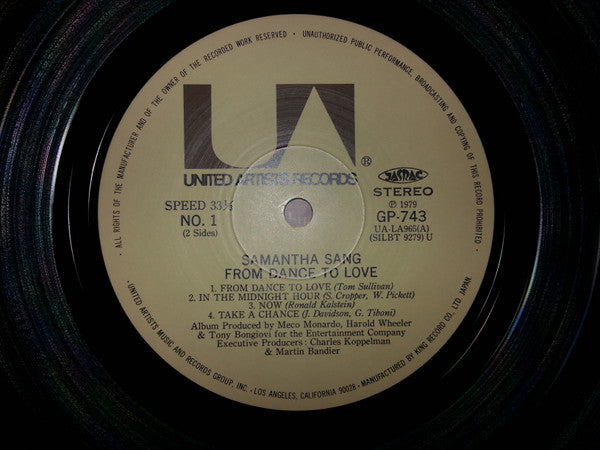 ALL RIGHTS OF THE MANUFACTURER AND OF THE OWNER OF THE RECORDED WORK RESERVED • UNAUTHORIZED PUBLIC PERFORMANCE, BROADCASTING AND COPYING OF THIS RECORD PROHIBITED
UA ®
UNITED ARTISTS RECORDS
JASRAC
SPEED 33⅓
STEREO
NO. 1
℗ 1979
(2 Sides)
GP-743
UA-LA965(A)
(SILBT 9279) U
SAMANTHA SANG
FROM DANCE TO LOVE
1. FROM DANCE TO LOVE (Tom Sullivan)
2. IN THE MIDNIGHT HOUR (S. Cropper, W. Pickett)
3. NOW (Ronald Kalstein)
4. TAKE A CHANCE (J. Davidson, G. Tiboni)
Album Produced by Meco Monardo, Harold Wheeler
& Tony Bongiovi for the Entertainment Company
Executive Producers : Charles Koppelman
& Martin Bandier
UNITED ARTISTS MUSIC AND RECORDS GROUP, INC. • LOS ANGELES, CALIFORNIA 90028 • MANUFACTURED BY KING RECORD CO. LTD, JAPAN.